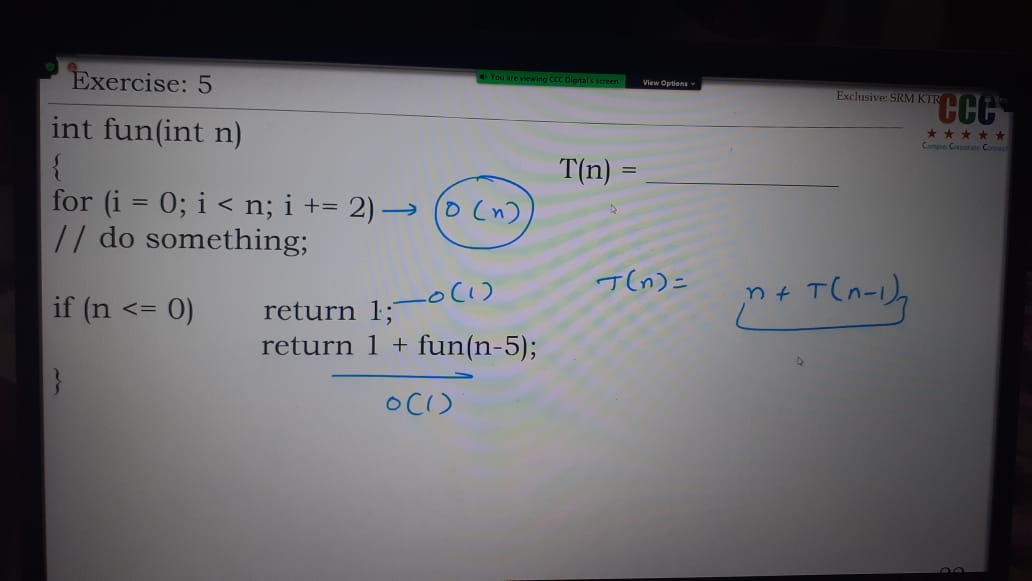 You are viewing CCC Digital's screen View Options
Exercise: 5
Exclusive: SRM KTR
CCC
Campus Corporate Connect
int fun(int n)
{
T(n) = ____________
for (i = 0; i < n; i += 2) → O(n)
// do something;
T(n) = n + T(n-1)
if (n <= 0) return 1; — O(1)
return 1 + fun(n-5);
O(1)
}